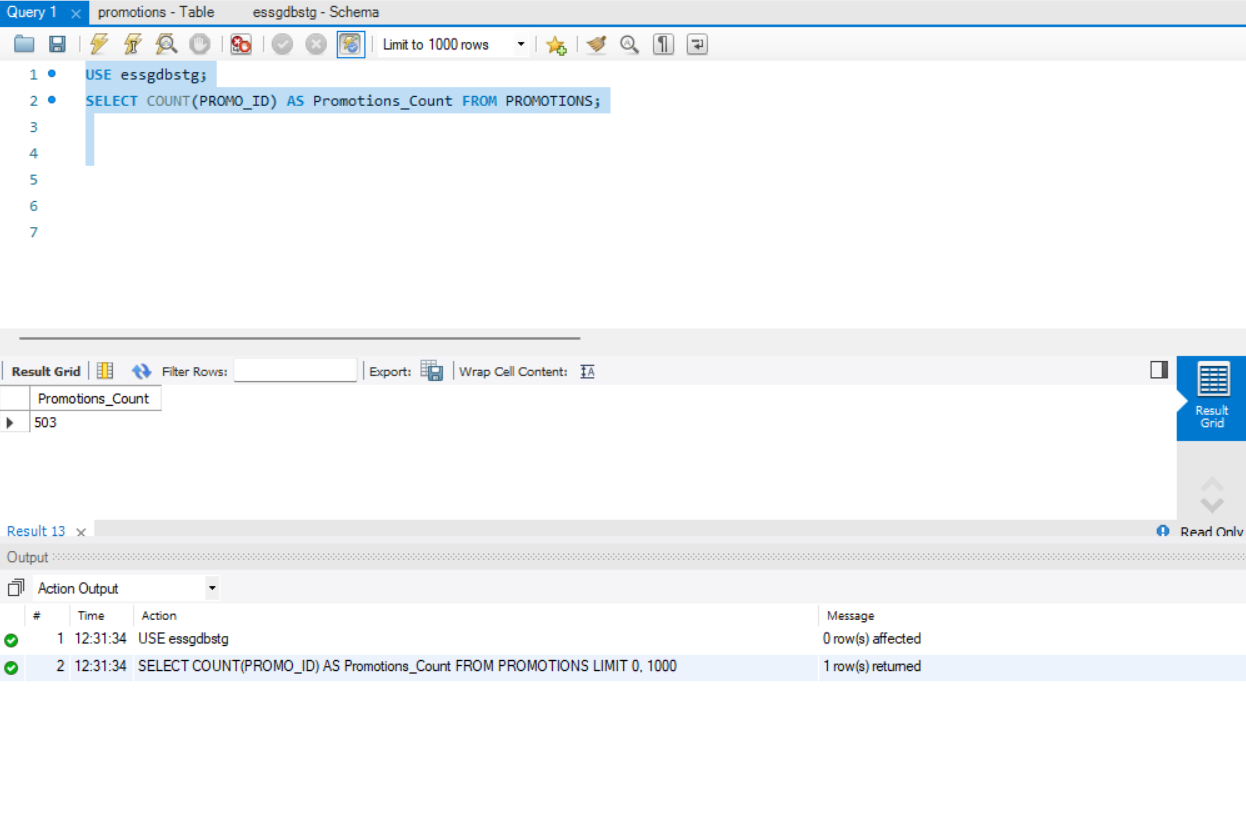 Query 1 promotions - Table essgdbstg - Schema
Limit to 1000 rows
1 USE essgdbstg;
2 SELECT COUNT(PROMO_ID) AS Promotions_Count FROM PROMOTIONS;
3
4
5
6
7
Result Grid Filter Rows: Export: Wrap Cell Content:
Promotions_Count
503
Result
Grid
Result 13 Read Only
Output
Action Output
# Time Action Message
1 12:31:34 USE essgdbstg 0 row(s) affected
2 12:31:34 SELECT COUNT(PROMO_ID) AS Promotions_Count FROM PROMOTIONS LIMIT 0, 1000 1 row(s) returned